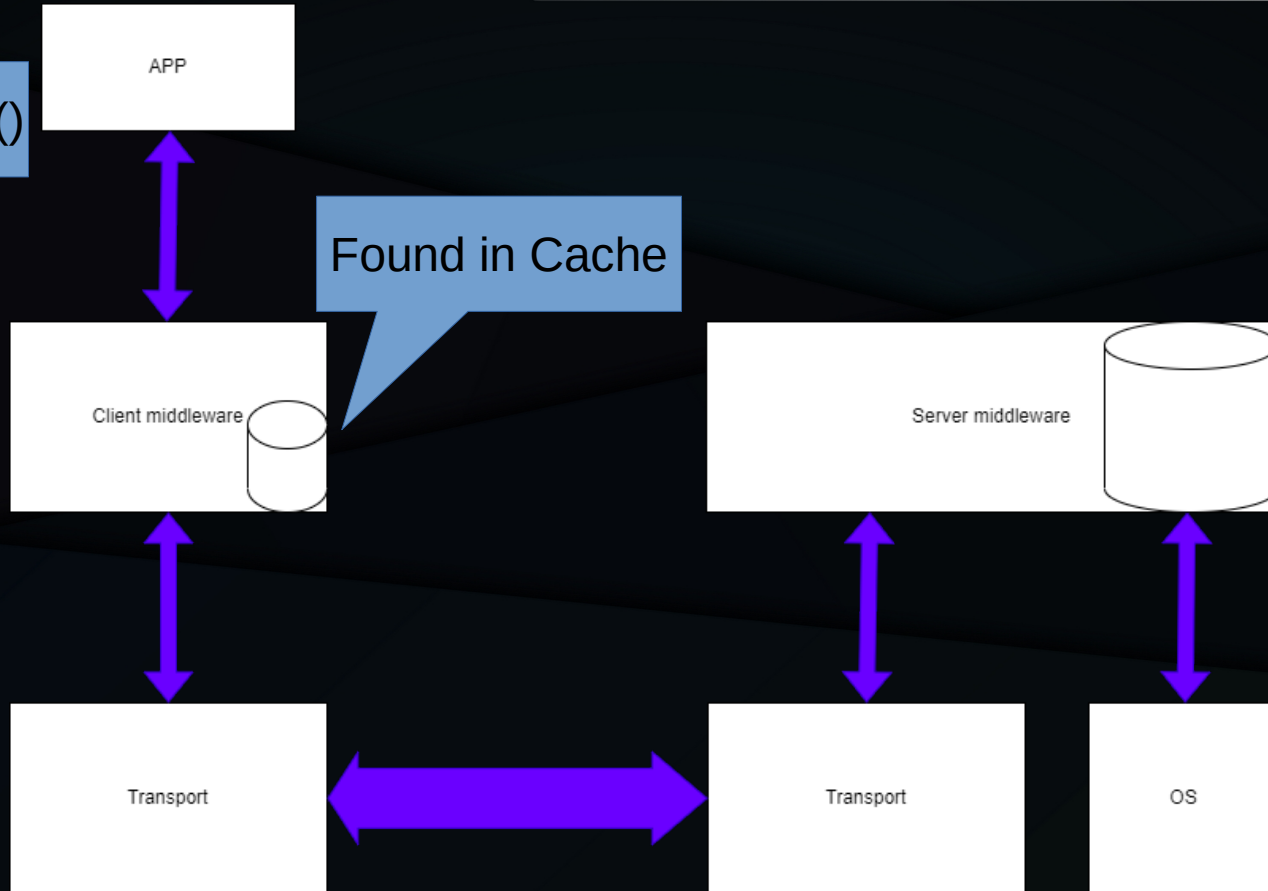 APP
()
Found in Cache
Client middleware
Server middleware
Transport
Transport
OS